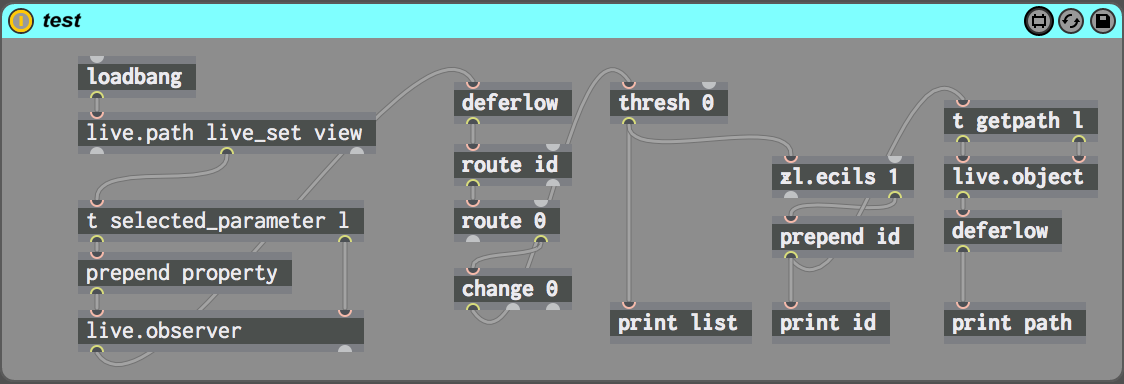 test
loadbang
live.path live_set view
t selected_parameter l
prepend property
live.observer
deferlow
route id
route 0
change 0
thresh 0
print list
zl.ecils 1
prepend id
print id
t getpath l
live.object
deferlow
print path